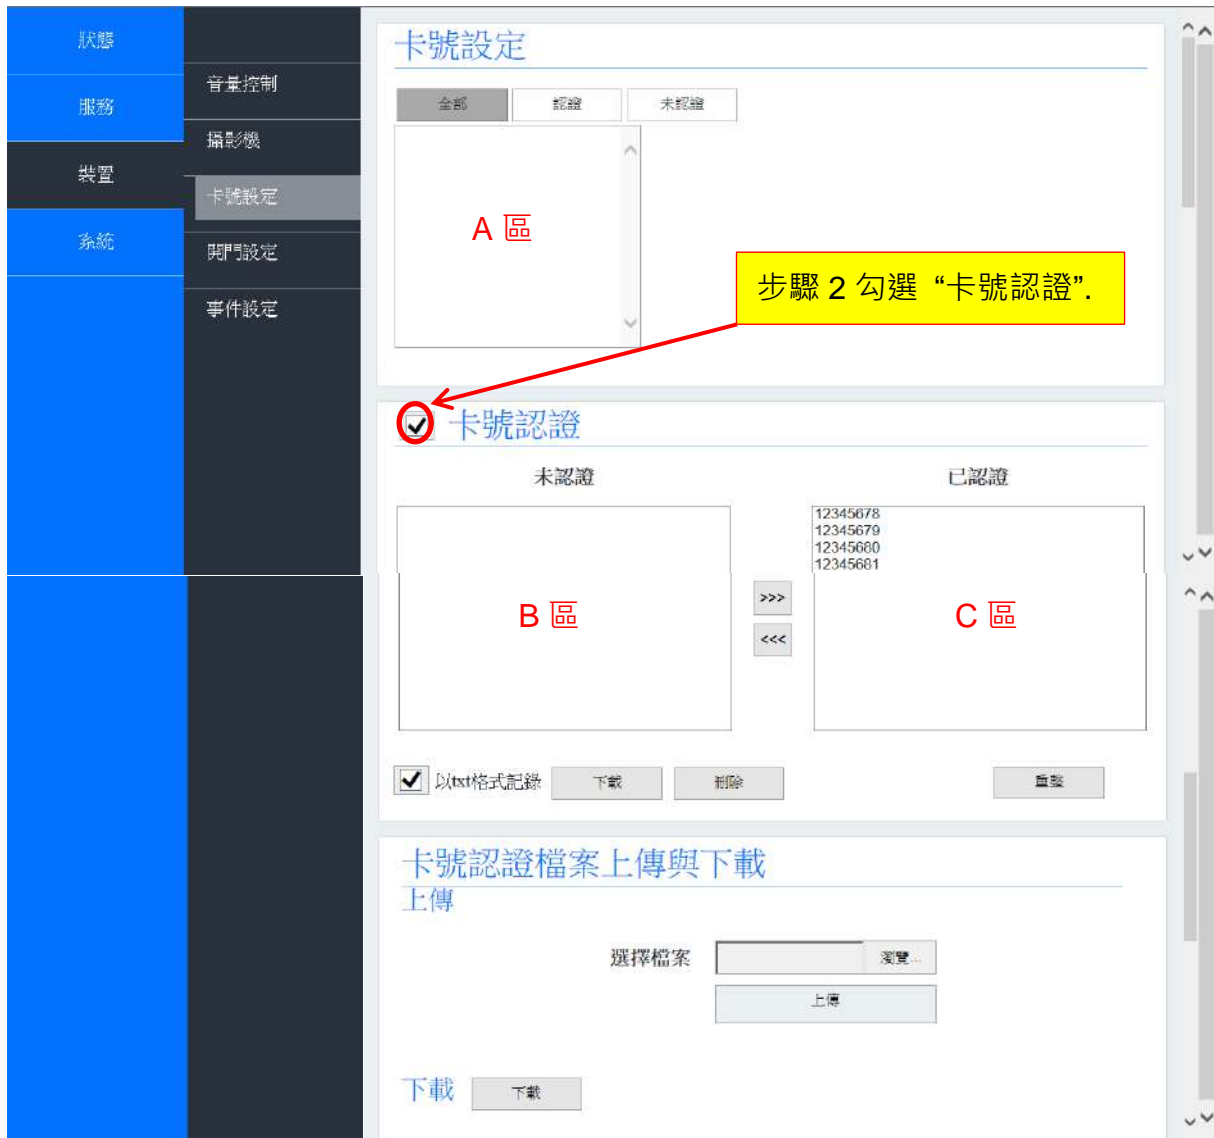 狀態
服務
裝置
系統
音量控制
攝影機
卡號設定
開門設定
事件設定
卡號設定
全部
認證
未認證
A 區
步驟 2 勾選 “卡號認證”.
卡號認證
未認證
已認證
12345678
12345679
12345680
12345681
B 區
>>>
<<<
C 區
以txt格式記錄
下載
刪除
重整
卡號認證檔案上傳與下載
上傳
選擇檔案
瀏覽...
上傳
下載
下載